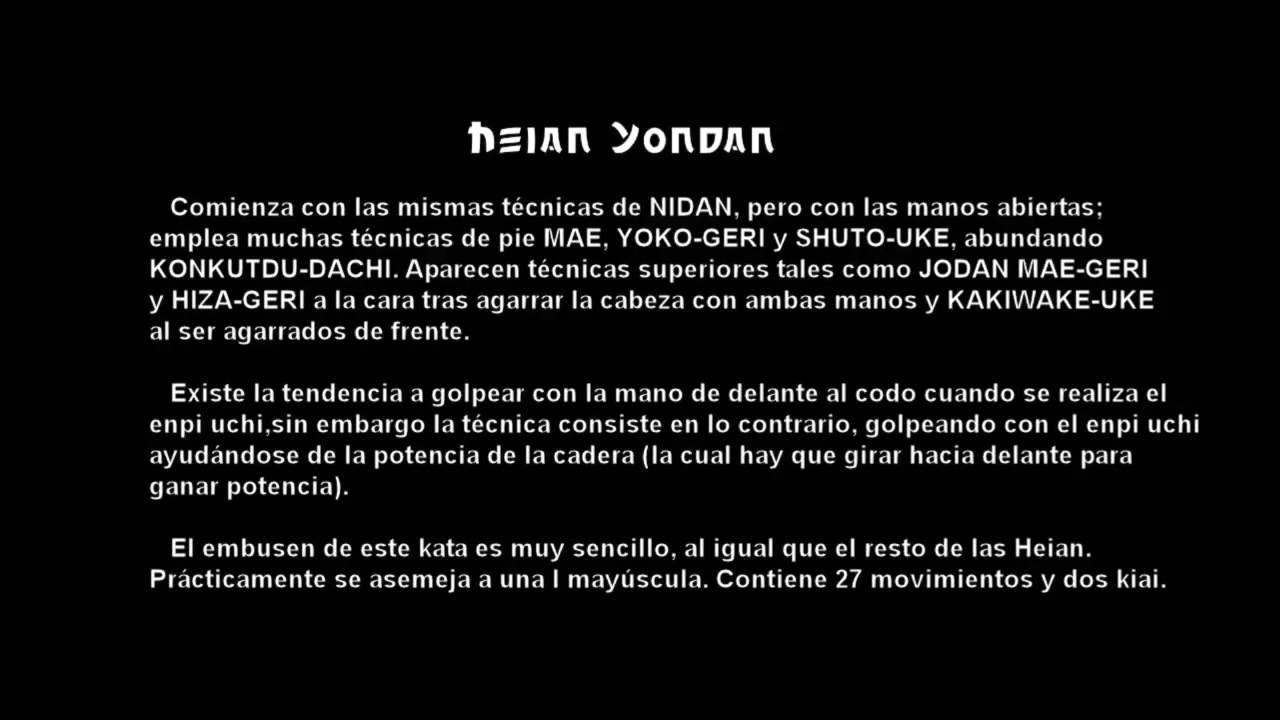 HEIAN YONDAN
Comienza con las mismas técnicas de NIDAN, pero con las manos abiertas;
emplea muchas técnicas de pie MAE, YOKO-GERI y SHUTO-UKE, abundando
KONKUTDU-DACHI. Aparecen técnicas superiores tales como JODAN MAE-GERI
y HIZA-GERI a la cara tras agarrar la cabeza con ambas manos y KAKIWAKE-UKE
al ser agarrados de frente.
Existe la tendencia a golpear con la mano de delante al codo cuando se realiza el
enpi uchi,sin embargo la técnica consiste en lo contrario, golpeando con el enpi uchi
ayudándose de la potencia de la cadera (la cual hay que girar hacia delante para
ganar potencia).
El embusen de este kata es muy sencillo, al igual que el resto de las Heian.
Prácticamente se asemeja a una I mayúscula. Contiene 27 movimientos y dos kiai.